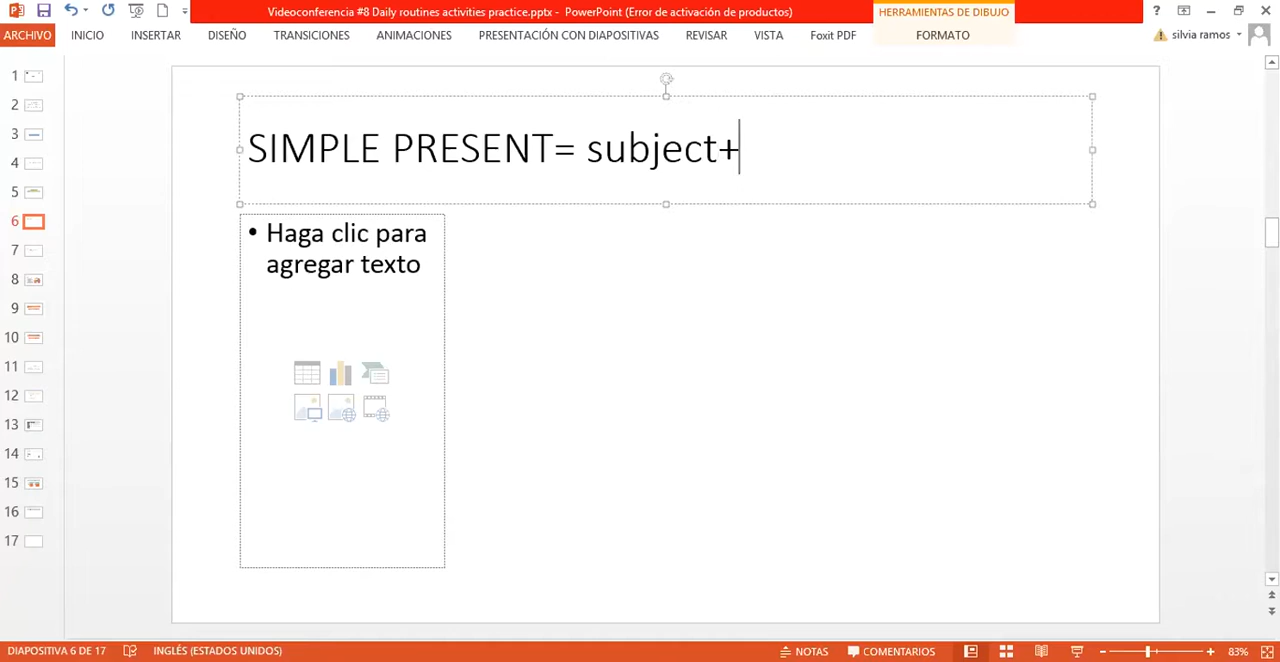 Videoconferencia #8 Daily routines activities practice.pptx - PowerPoint (Error de activación de productos)
HERRAMIENTAS DE DIBUJO
?
ARCHIVO INICIO INSERTAR DISEÑO TRANSICIONES ANIMACIONES PRESENTACIÓN CON DIAPOSITIVAS REVISAR VISTA Foxit PDF FORMATO silvia ramos
SIMPLE PRESENT= subject+
• Haga clic para
agregar texto
1
2
3
4
5
6
7
8
9
10
11
12
13
14
15
16
17
DIAPOSITIVA 6 DE 17 INGLÉS (ESTADOS UNIDOS) NOTAS COMENTARIOS 83%